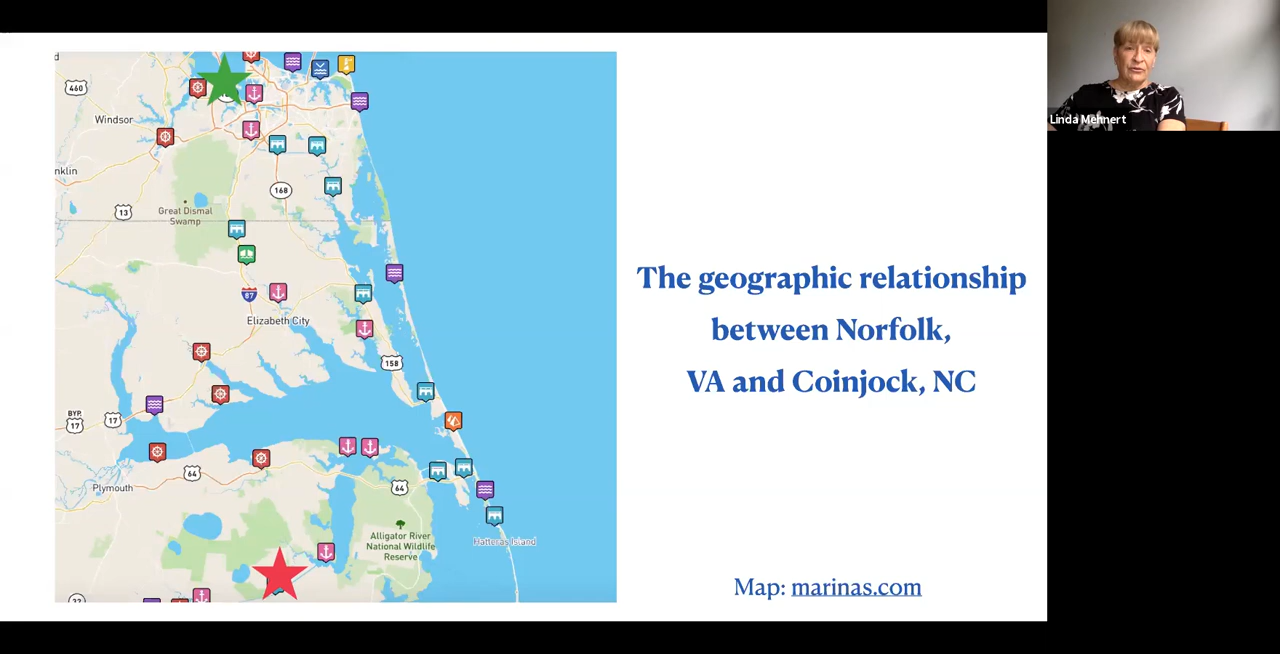 d
460
Windsor
nklin
168
13
Great Dismal
Swamp
87
Elizabeth City
158
BYP.
17
17
64
Plymouth
64
Alligator River
National Wildlife
Reserve
Hatteras Island
32
The geographic relationship
between Norfolk,
VA and Coinjock, NC
Map: marinas.com
Linda Mehnert